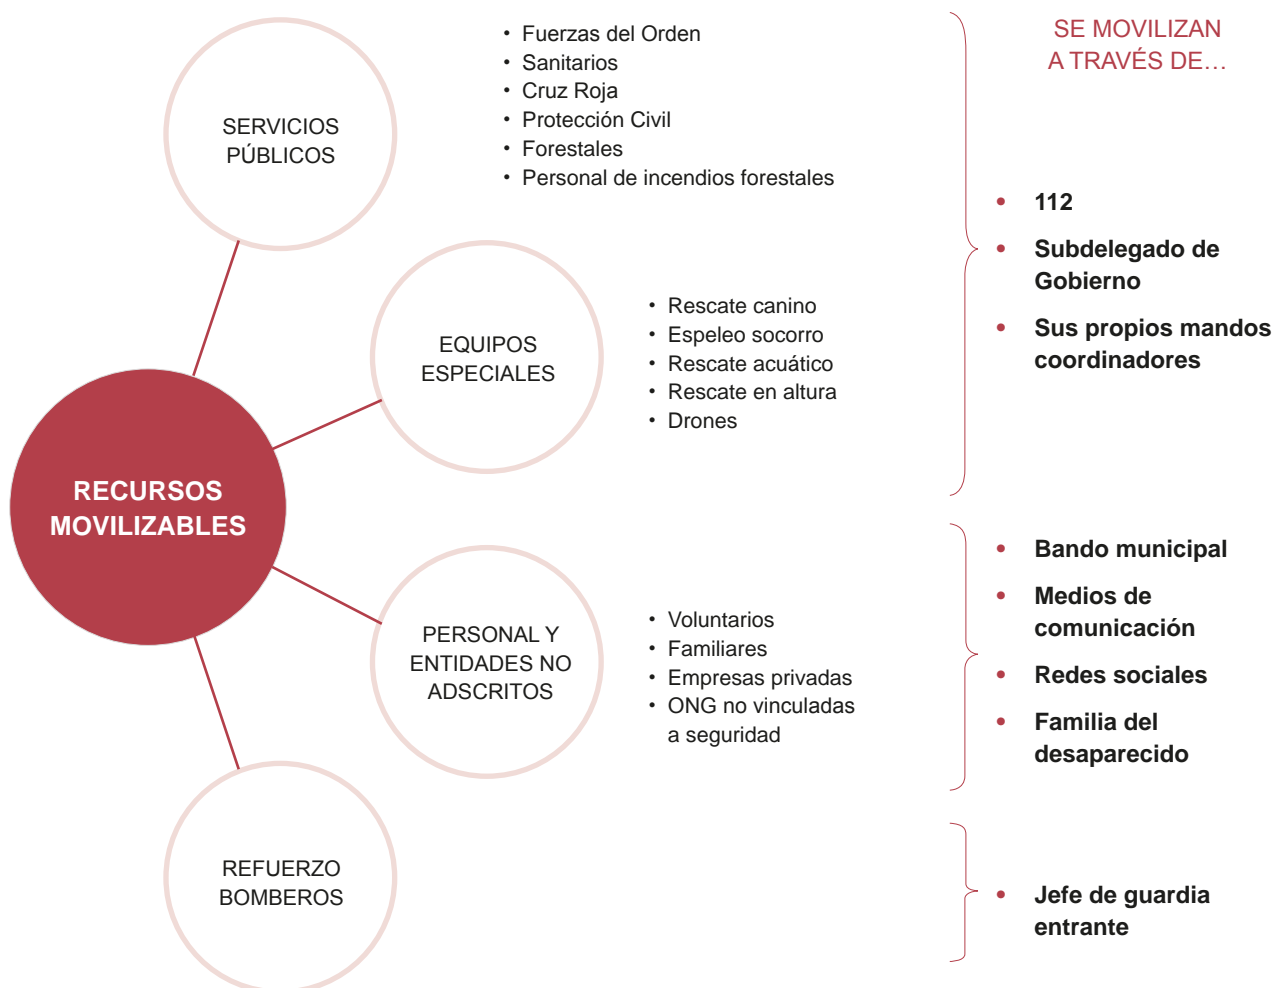 SE MOVILIZAN
A TRAVÉS DE…
SERVICIOS
PÚBLICOS
• Fuerzas del Orden
• Sanitarios
• Cruz Roja
• Protección Civil
• Forestales
• Personal de incendios forestales
EQUIPOS
ESPECIALES
• Rescate canino
• Espeleo socorro
• Rescate acuático
• Rescate en altura
• Drones
• 112
• Subdelegado de
Gobierno
• Sus propios mandos
coordinadores
RECURSOS
MOVILIZABLES
PERSONAL Y
ENTIDADES NO
ADSCRITOS
• Voluntarios
• Familiares
• Empresas privadas
• ONG no vinculadas
a seguridad
• Bando municipal
• Medios de
comunicación
• Redes sociales
• Familia del
desaparecido
REFUERZO
BOMBEROS
• Jefe de guardia
entrante